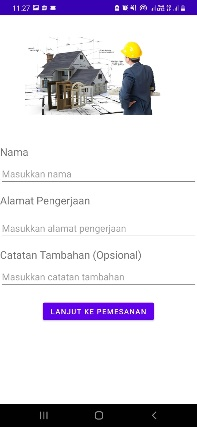 11.27
Nama
Masukkan nama
Alamat Pengerjaan
Masukkan alamat pengerjaan
Catatan Tambahan (Opsional)
Masukkan catatan tambahan
LANJUT KE PEMESANAN